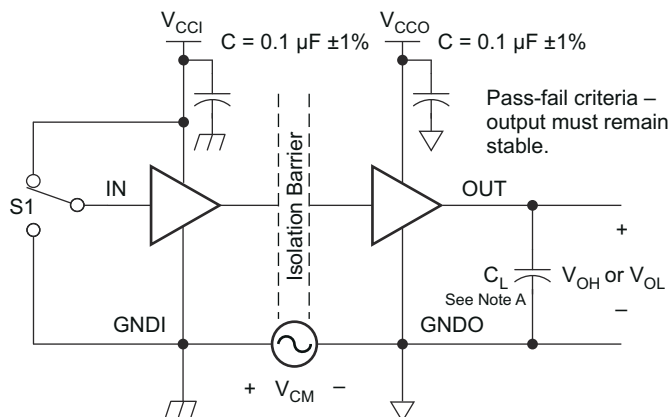 V_CCI
C = 0.1 µF ±1%
V_CCO
C = 0.1 µF ±1%
Pass-fail criteria –
output must remain
stable.
Isolation Barrier
IN
OUT
S1
+
C_L
See Note A
V_OH or V_OL
–
GNDI
GNDO
+ V_CM –